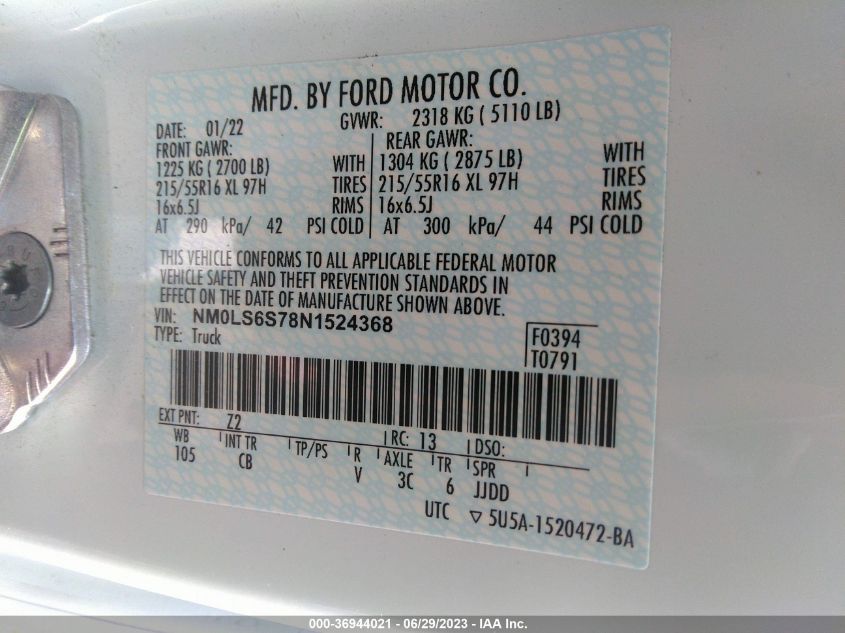 MFD. BY FORD MOTOR CO.
DATE: 01/22 GVWR: 2318 KG ( 5110 LB)
FRONT GAWR: REAR GAWR:
1225 KG ( 2700 LB) WITH 1304 KG ( 2875 LB) WITH
215/55R16 XL 97H TIRES 215/55R16 XL 97H TIRES
16x6.5J RIMS 16x6.5J RIMS
AT 290 kPa/ 42 PSI COLD AT 300 kPa/ 44 PSI COLD
THIS VEHICLE CONFORMS TO ALL APPLICABLE FEDERAL MOTOR
VEHICLE SAFETY AND THEFT PREVENTION STANDARDS IN
EFFECT ON THE DATE OF MANUFACTURE SHOWN ABOVE.
VIN: NM0LS6S78N1524368
TYPE: Truck
F0394
T0791
EXT PNT: Z2 RC: 13 DSO:
WB INT TR TP/PS R AXLE TR SPR
105 CB V 3C 6 JJDD
UTC ▽ 5U5A-1520472-BA
000-36944021 - 06/29/2023 - IAA Inc.